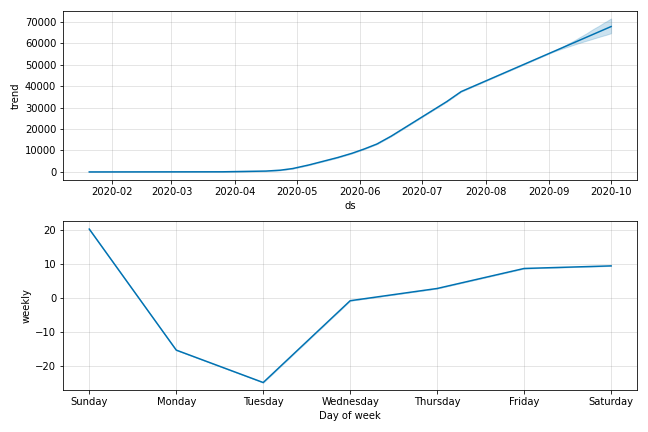 70000
60000
50000
40000
30000
20000
10000
0
trend
2020-02 2020-03 2020-04 2020-05 2020-06 2020-07 2020-08 2020-09 2020-10
ds
20
10
0
−10
−20
weekly
Sunday Monday Tuesday Wednesday Thursday Friday Saturday
Day of week